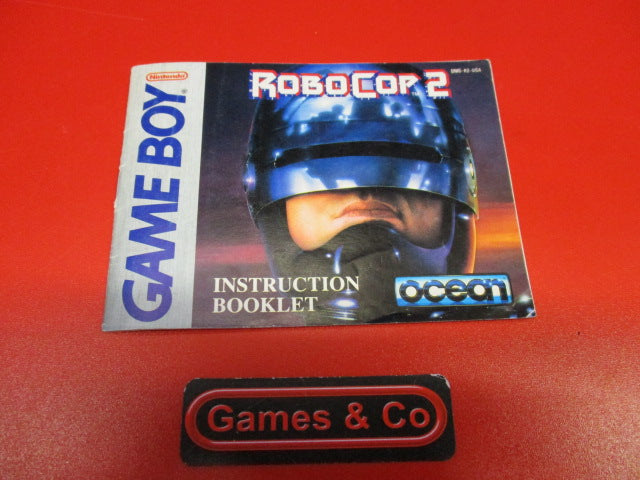 Nintendo®
GAME BOY
ROBOCOP 2
INSTRUCTION
BOOKLET
ocean
Games & Co